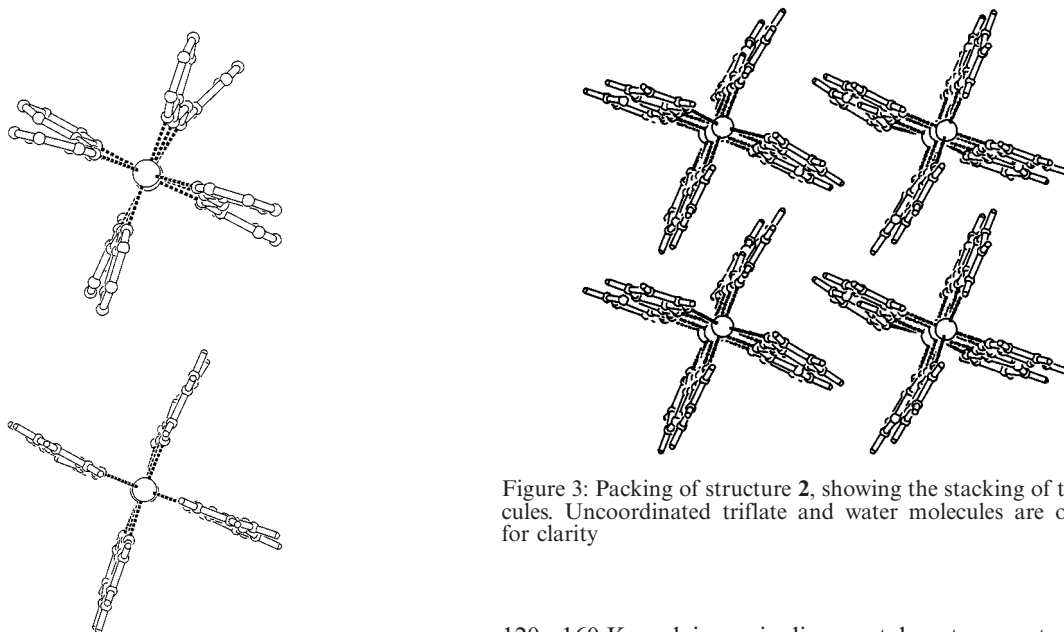 Figure 3: Packing of structure 2, showing the stacking of
cules. Uncoordinated triflate and water molecules are
for clarity
120